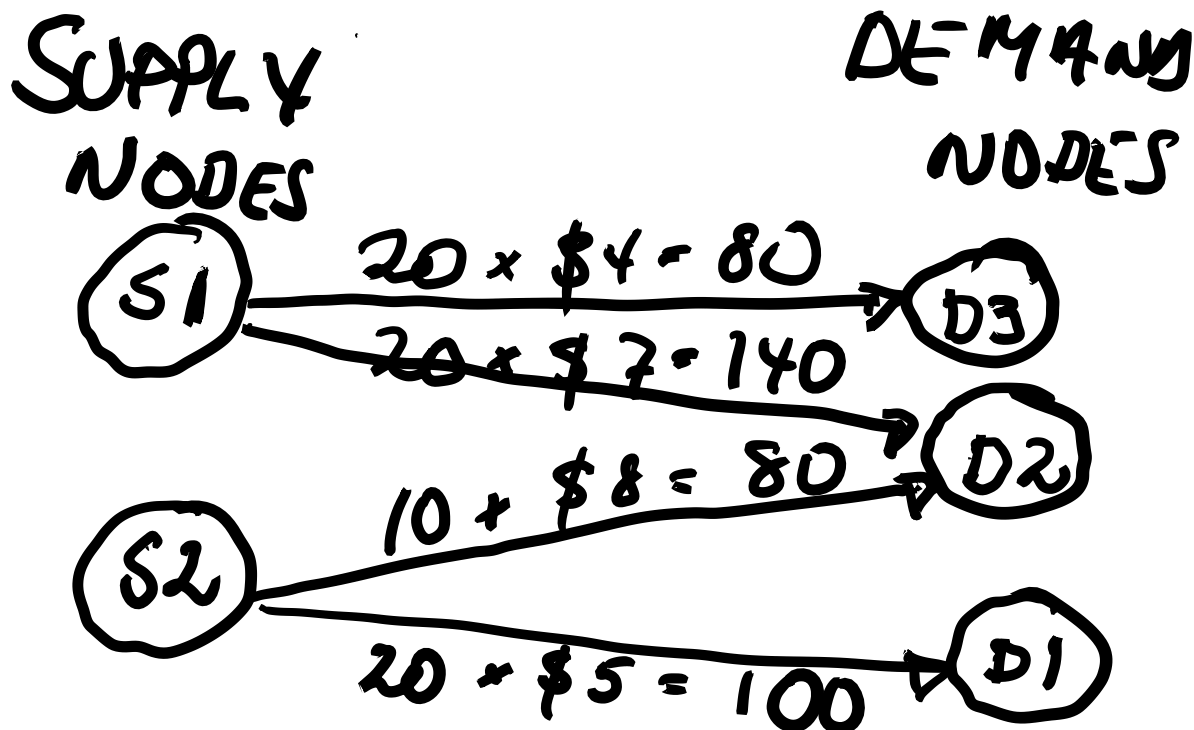 SUPPLY
NODES
DEMAND
NODES
S1
20 x $4 = 80
D3
20 x $7 = 140
D2
10 x $8 = 80
S2
20 x $5 = 100
D1